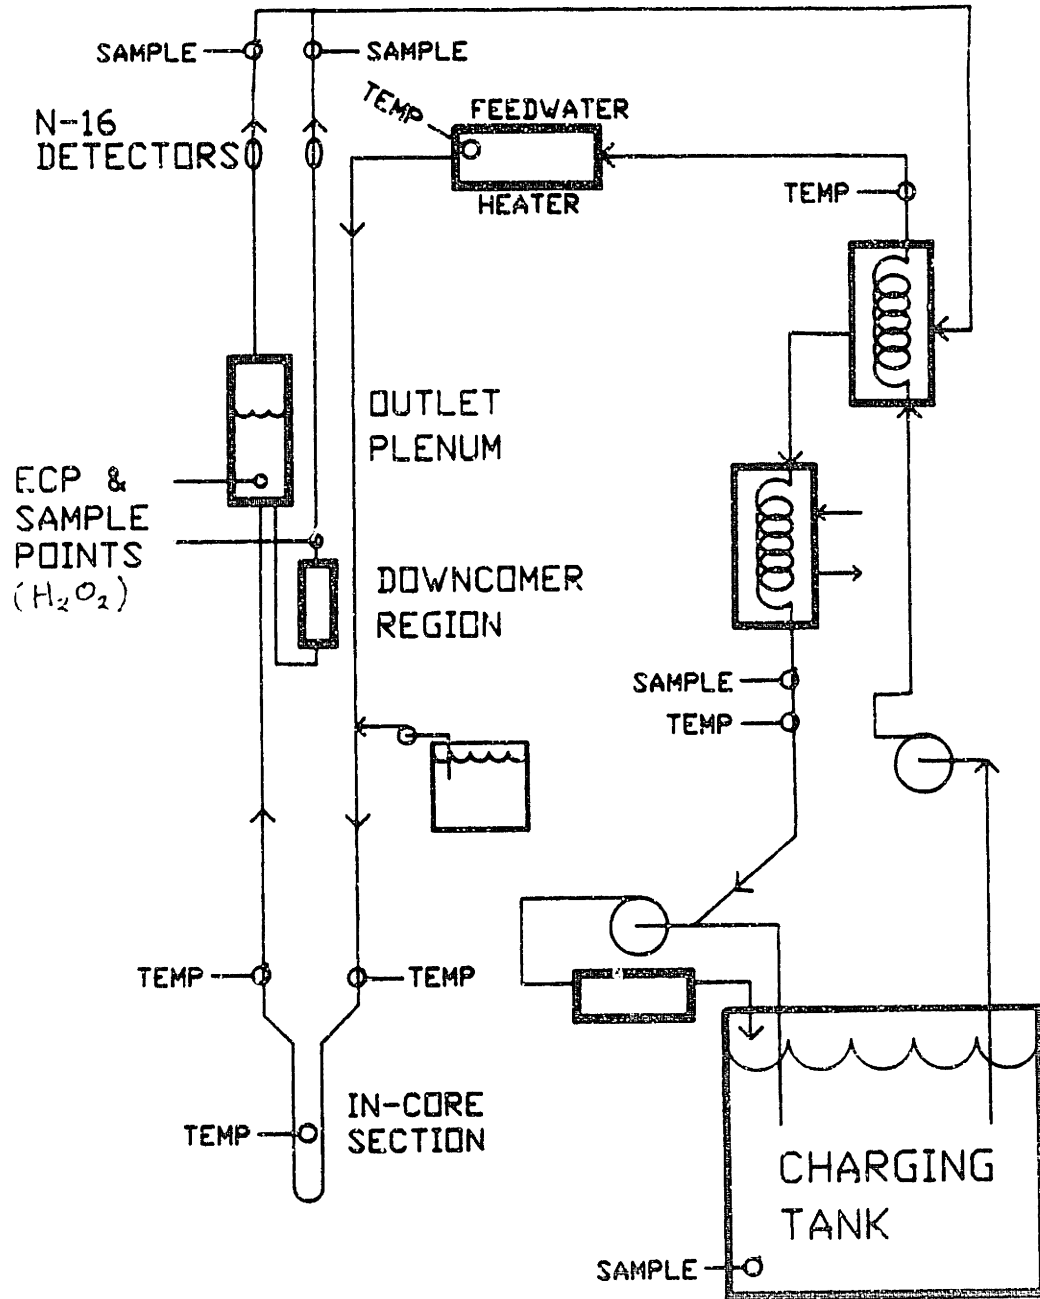 SAMPLE
SAMPLE
TEMP
FEEDWATER
HEATER
N-16
DETECTORS
TEMP
OUTLET
PLENUM
ECP &
SAMPLE
POINTS
(H₂O₂)
DOWNCOMER
REGION
SAMPLE
TEMP
TEMP
TEMP
IN-CORE
SECTION
TEMP
CHARGING
TANK
SAMPLE